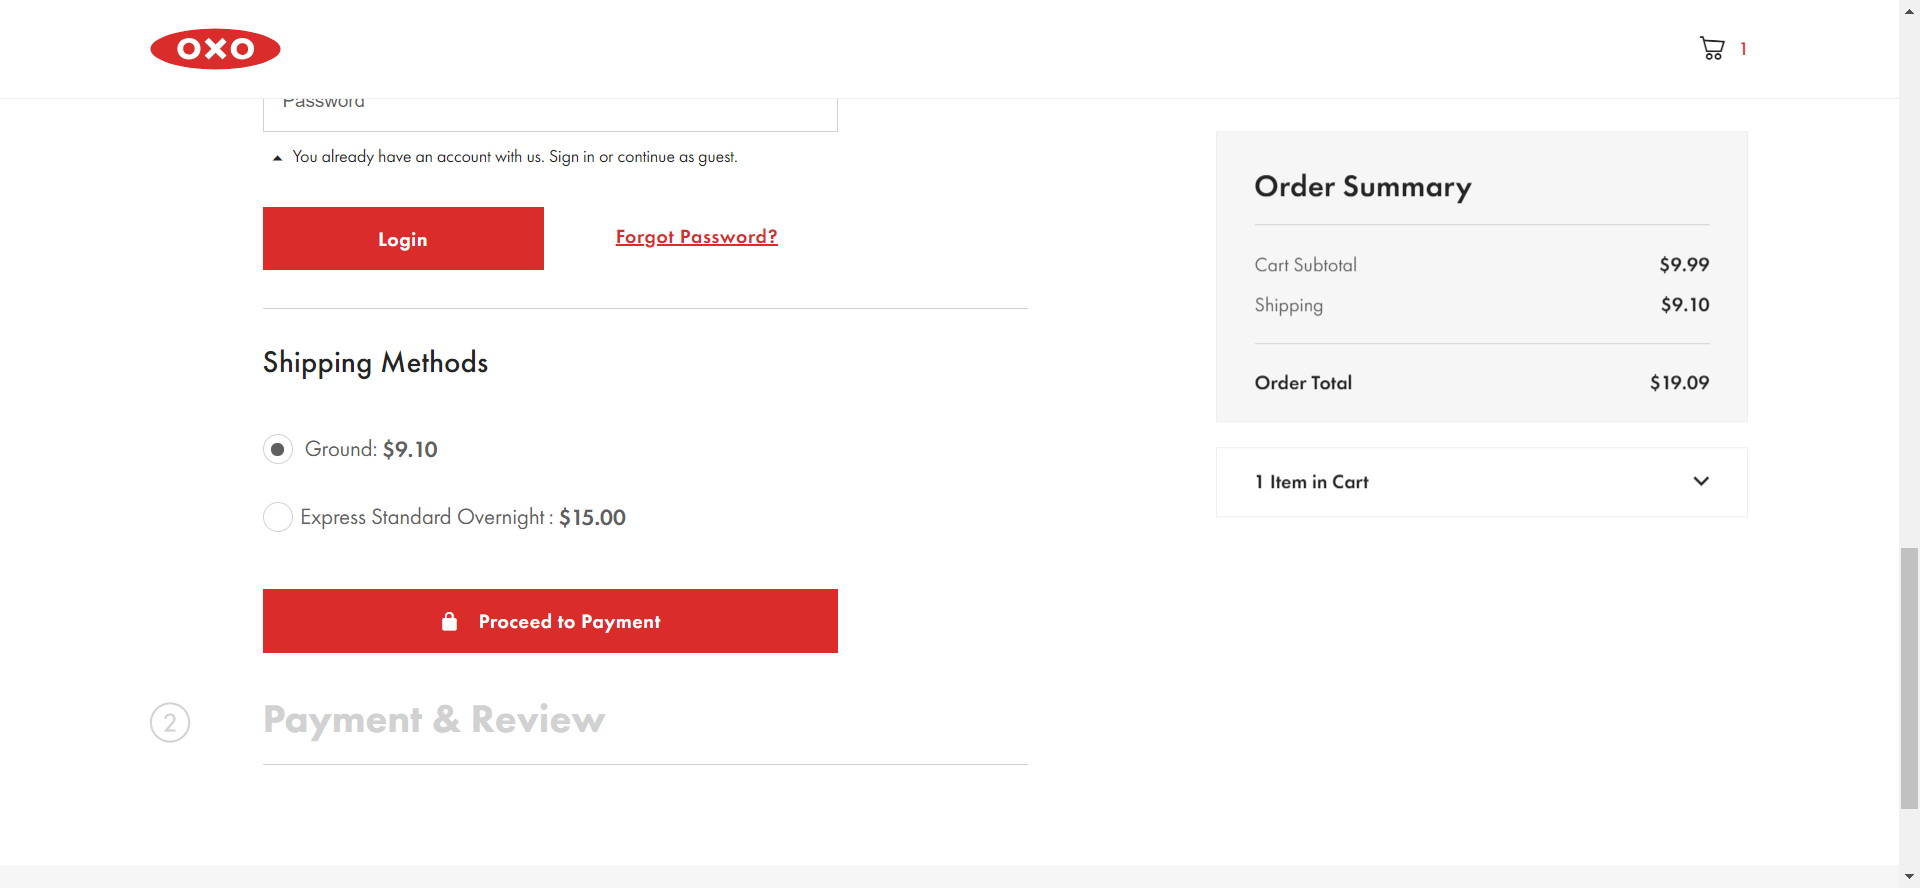 OXO
1
Password
You already have an account with us. Sign in or continue as guest.
Login
Forgot Password?
Shipping Methods
Ground: $9.10
Express Standard Overnight : $15.00
Proceed to Payment
2
Payment & Review
Order Summary
Cart Subtotal $9.99
Shipping $9.10
Order Total $19.09
1 Item in Cart